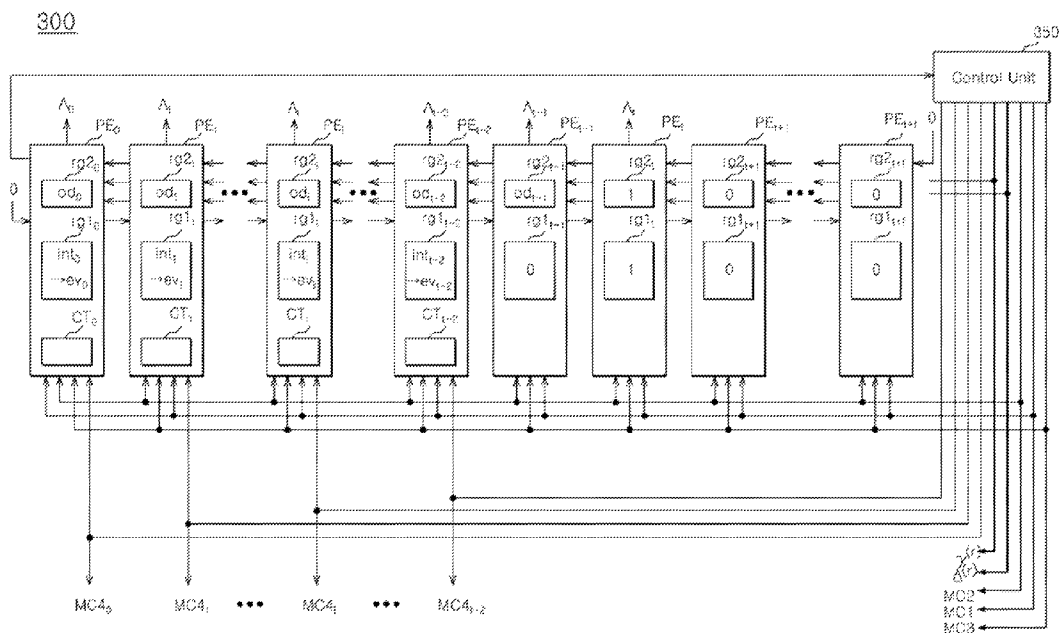 300
350
Control Unit
Λ₀ Λ₁ Λᵢ Λₜ₋₁ Λₜ
PE₀ PE₁ PEᵢ PEₜ₋₂ PEₜ₋₁ PEₜ PEₜ₊₁ PEₜ₊ᵣ 0
rg2₀ rg2₁ rg2ᵢ rg2ₜ₋₂ rg2ₜ₋₁ rg2ₜ rg2ₜ₊₁ rg2ₜ₊ᵣ
0 od₀ od₁ ••• odᵢ ••• odₜ₋₂ odₜ₋₁ 1 0 ••• 0
rg1₀ rg1₁ rg1ᵢ rg1ₜ₋₂ rg1ₜ₋₁ rg1ₜ rg1ₜ₊₁ rg1ₜ₊ᵣ
int₀ int₁ intᵢ intₜ₋₂ 0 1 0 0
→ev₀ →ev₁ →evᵢ →evₜ₋₂
CT₀ CT₁ CTᵢ CTₜ₋₂
(r)
(r)
MC2
MC1
MC3
MC4₀ MC4₁ ••• MC4ᵢ ••• MC4ₜ₋₂